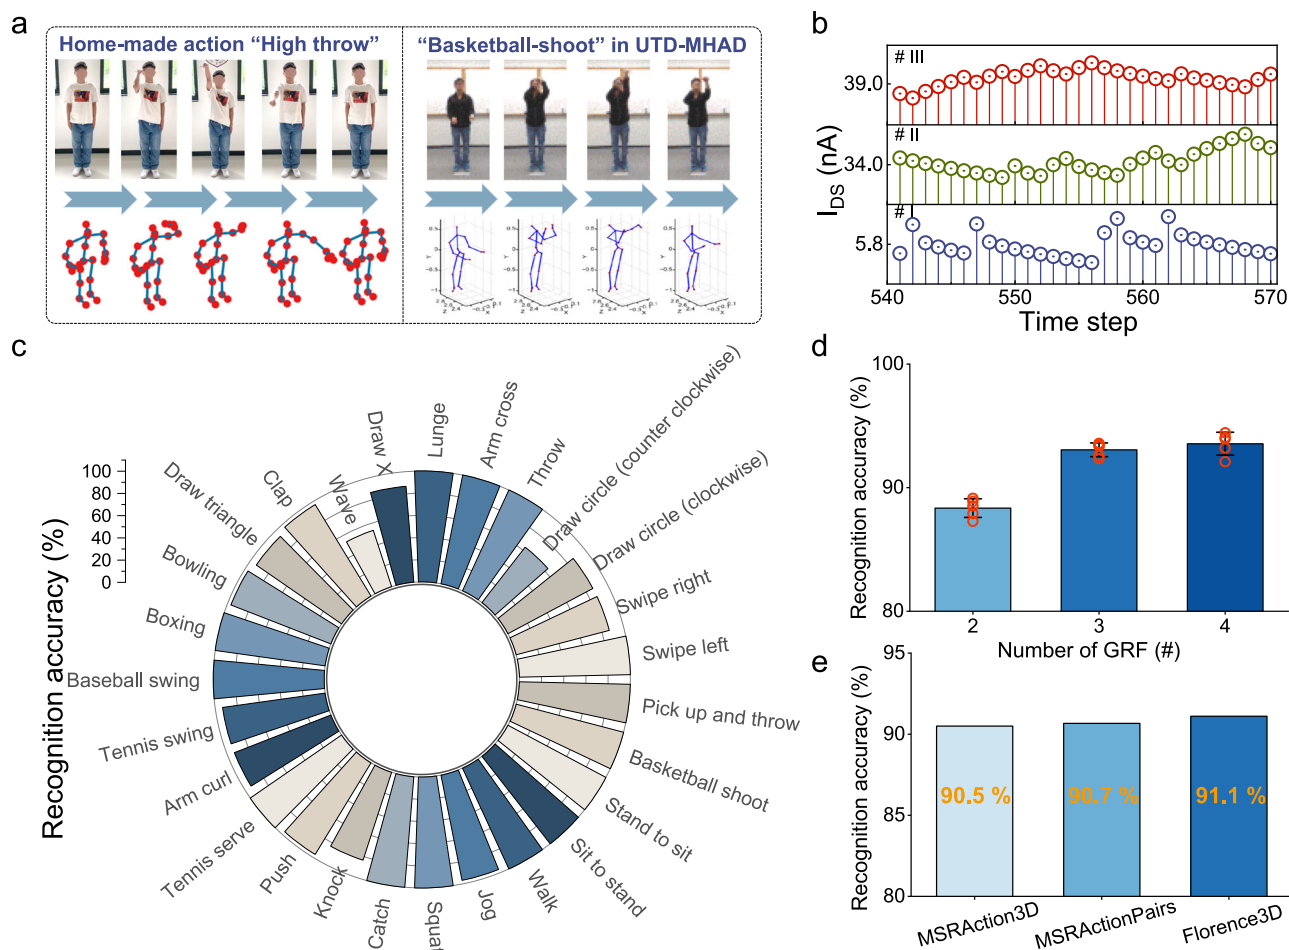 a
Home-made action “High throw”
“Basketball-shoot” in UTD-MHAD
b
# III
39.0
# II
34.0
# I
5.8
I_DS (nA)
540
550
560
570
Time step
c
Recognition accuracy (%)
100
80
60
40
20
0
Lunge
Arm cross
Throw
Draw circle (counter clockwise)
Draw circle (clockwise)
Swipe right
Swipe left
Pick up and throw
Basketball shoot
Stand to sit
Sit to stand
Walk
Jog
Squat
Catch
Knock
Push
Tennis serve
Arm curl
Tennis swing
Baseball swing
Boxing
Bowling
Draw triangle
Clap
Wave
Draw X
d
Recognition accuracy (%)
100
90
80
2
3
4
Number of GRF (#)
e
Recognition accuracy (%)
95
90
85
80
90.5 %
90.7 %
91.1 %
MSRAction3D
MSRActionPairs
Florence3D